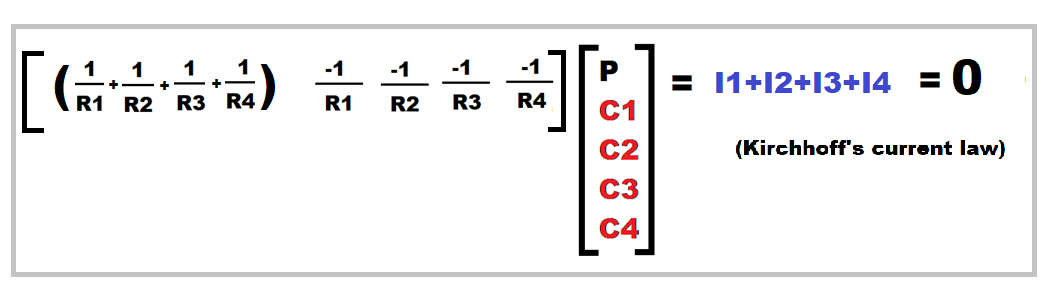 [ (1/R1 + 1/R2 + 1/R3 + 1/R4) -1/R1 -1/R2 -1/R3 -1/R4 ] [ P = I1+I2+I3+I4 = 0
C1
(Kirchhoff's current law)
C2
C3
C4 ]